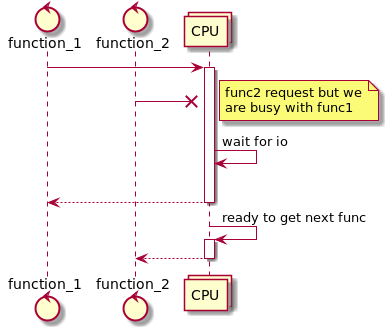 function_1
function_2
CPU
func2 request but we
are busy with func1
wait for io
ready to get next func
function_1
function_2
CPU